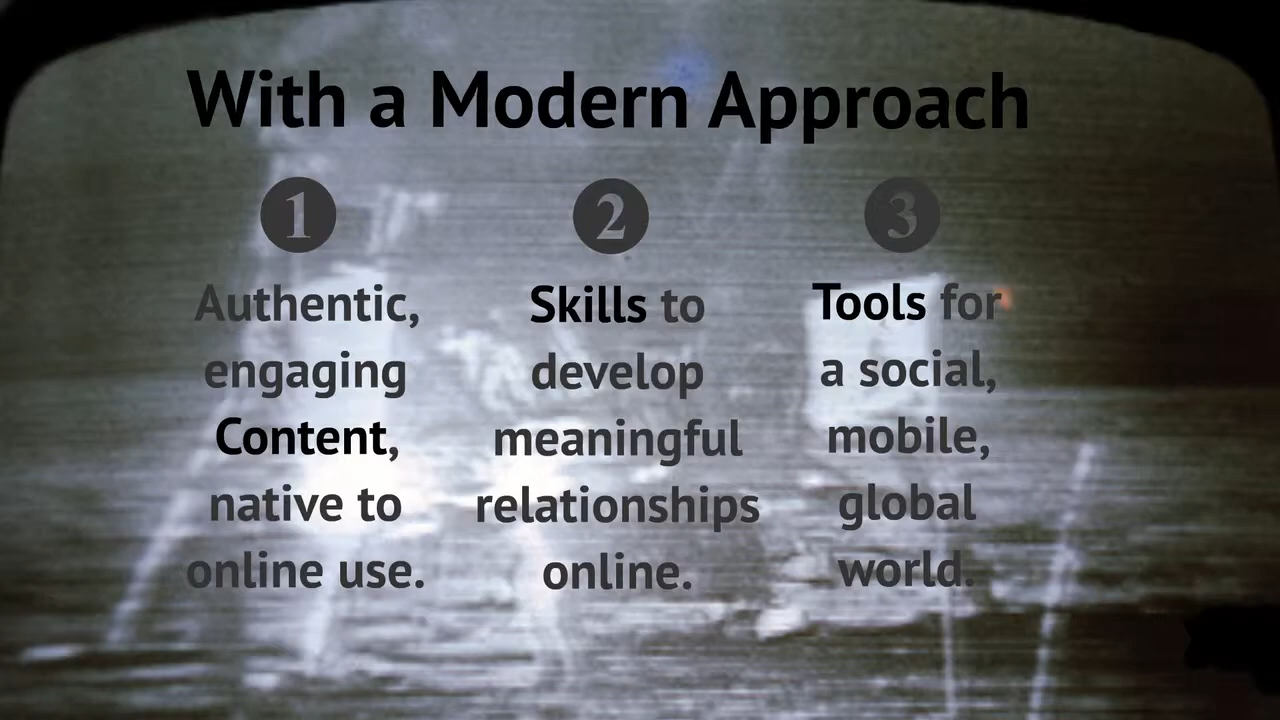 With a Modern Approach
1
Authentic,
engaging
Content,
native to
online use.
2
Skills to
develop
meaningful
relationships
online.
3
Tools for
a social,
mobile,
global
world.